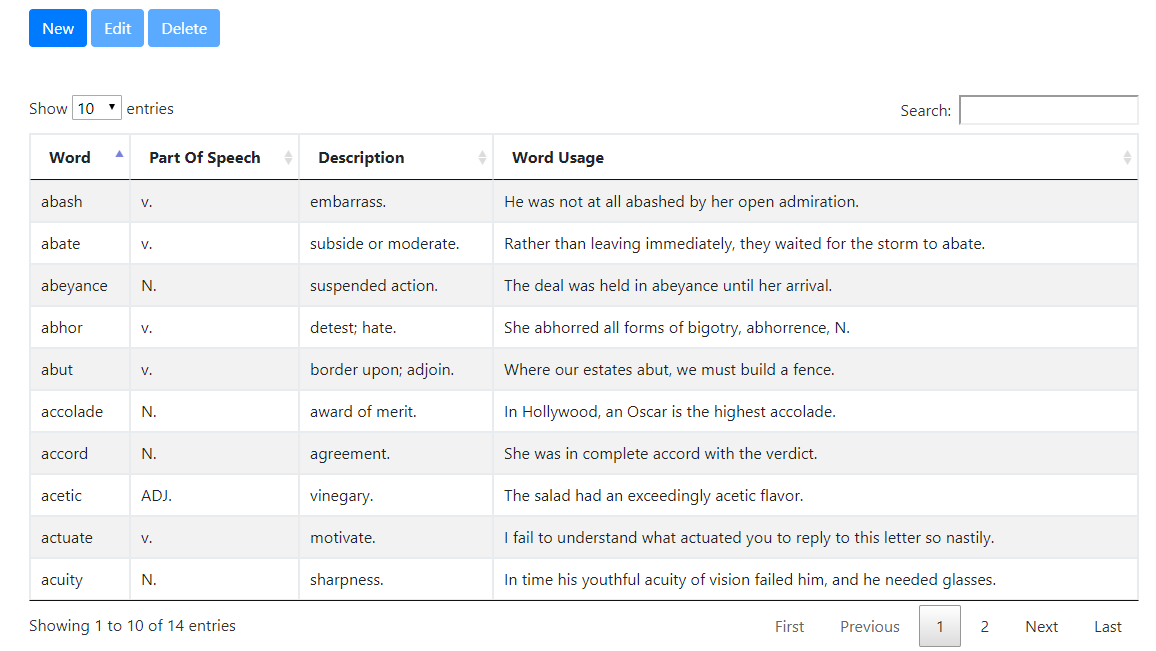 New Edit Delete
Show 10 entries Search:
Word Part Of Speech Description Word Usage
abash v. embarrass. He was not at all abashed by her open admiration.
abate v. subside or moderate. Rather than leaving immediately, they waited for the storm to abate.
abeyance N. suspended action. The deal was held in abeyance until her arrival.
abhor v. detest; hate. She abhorred all forms of bigotry, abhorrence, N.
abut v. border upon; adjoin. Where our estates abut, we must build a fence.
accolade N. award of merit. In Hollywood, an Oscar is the highest accolade.
accord N. agreement. She was in complete accord with the verdict.
acetic ADJ. vinegary. The salad had an exceedingly acetic flavor.
actuate v. motivate. I fail to understand what actuated you to reply to this letter so nastily.
acuity N. sharpness. In time his youthful acuity of vision failed him, and he needed glasses.
Showing 1 to 10 of 14 entries First Previous 1 2 Next Last